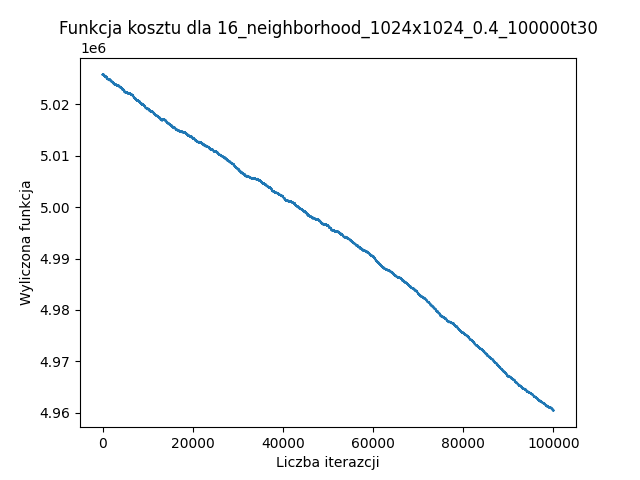 Funkcja kosztu dla 16_neighborhood_1024x1024_0.4_100000t30
1e6
5.02
5.01
5.00
4.99
4.98
4.97
4.96
Wyliczona funkcja
0 20000 40000 60000 80000 100000
Liczba iterazcji